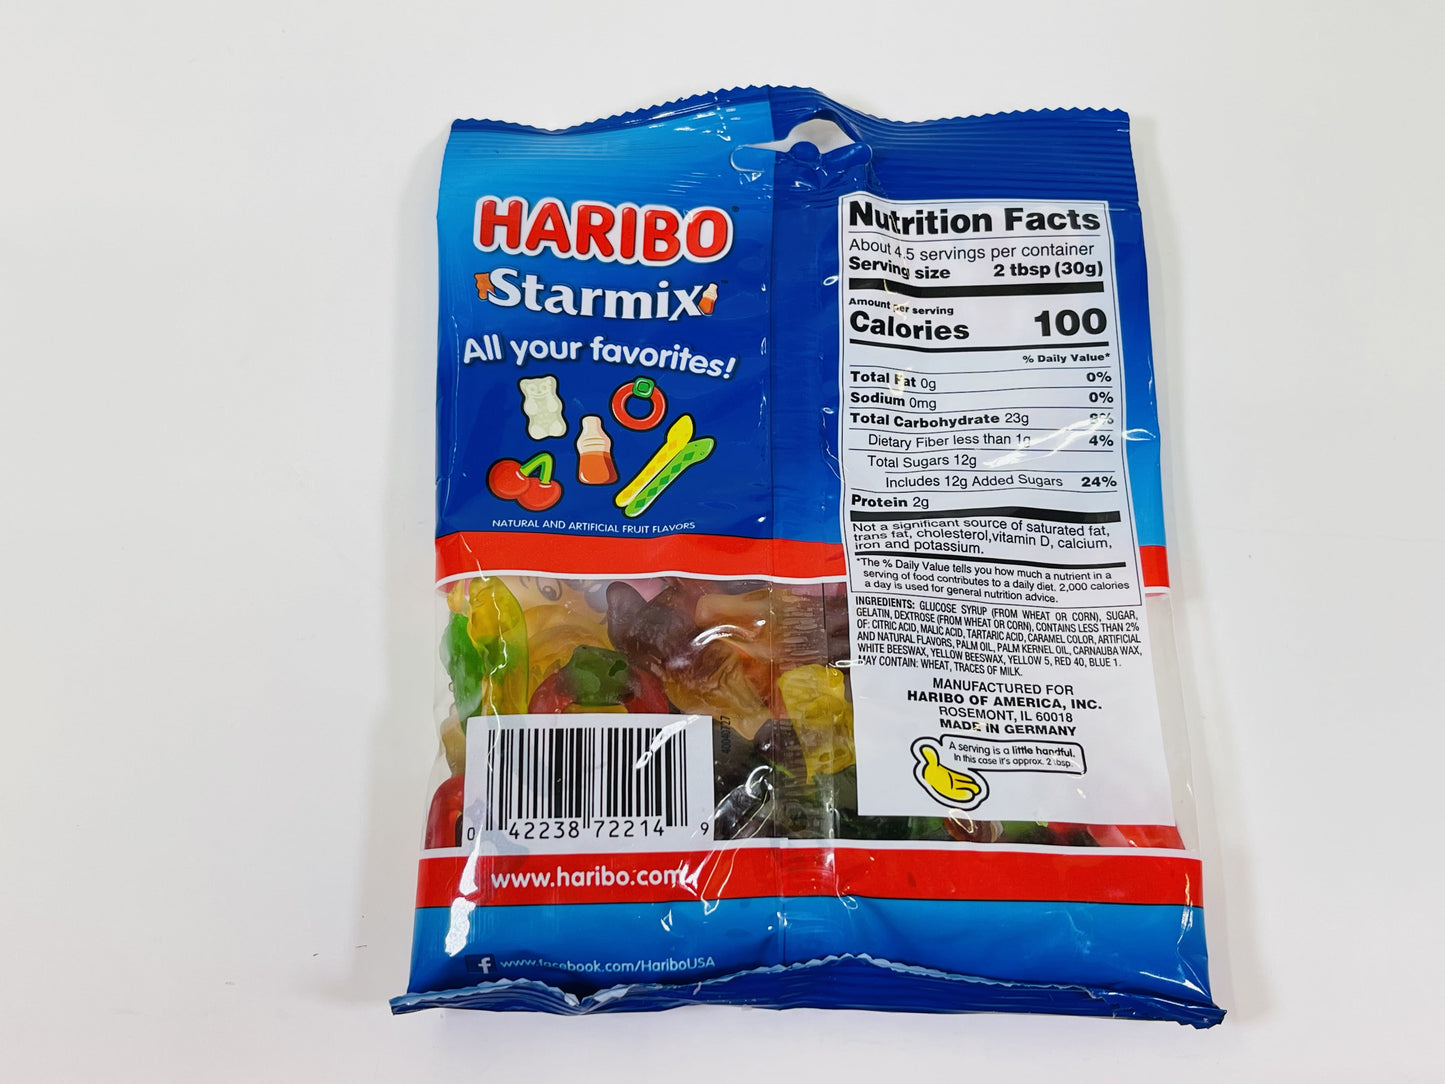 HARIBO
Starmix
All your favorites!
NATURAL AND ARTIFICIAL FRUIT FLAVORS
40049727
0 42238 72214 9
www.haribo.com
f www.facebook.com/HariboUSA
Nutrition Facts
About 4.5 servings per container
Serving size 2 tbsp (30g)
Amount per serving
Calories 100
% Daily Value*
Total Fat 0g 0%
Sodium 0mg 0%
Total Carbohydrate 23g 8%
Dietary Fiber less than 1g 4%
Total Sugars 12g
Includes 12g Added Sugars 24%
Protein 2g
Not a significant source of saturated fat,
trans fat, cholesterol,vitamin D, calcium,
iron and potassium.
*The % Daily Value tells you how much a nutrient in a
serving of food contributes to a daily diet. 2,000 calories
a day is used for general nutrition advice.
INGREDIENTS: GLUCOSE SYRUP (FROM WHEAT OR CORN), SUGAR,
GELATIN, DEXTROSE (FROM WHEAT OR CORN), CONTAINS LESS THAN 2%
OF: CITRIC ACID, MALIC ACID, TARTARIC ACID, CARAMEL COLOR, ARTIFICIAL
AND NATURAL FLAVORS, PALM OIL, PALM KERNEL OIL, CARNAUBA WAX,
WHITE BEESWAX, YELLOW BEESWAX, YELLOW 5, RED 40, BLUE 1.
MAY CONTAIN: WHEAT, TRACES OF MILK.
MANUFACTURED FOR
HARIBO OF AMERICA, INC.
ROSEMONT, IL 60018
MADE IN GERMANY
A serving is a little handful.
In this case it's approx. 2 tbsp.